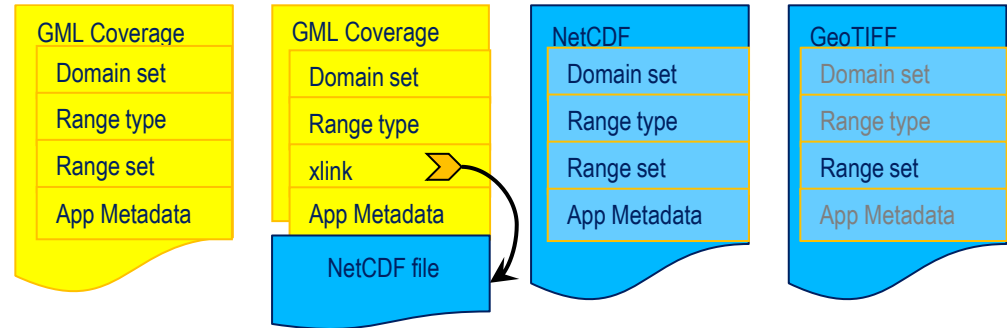 GML Coverage
Domain set
Range type
Range set
App Metadata
GML Coverage
Domain set
Range type
xlink
App Metadata
NetCDF file
NetCDF
Domain set
Range type
Range set
App Metadata
GeoTIFF
Domain set
Range type
Range set
App Metadata